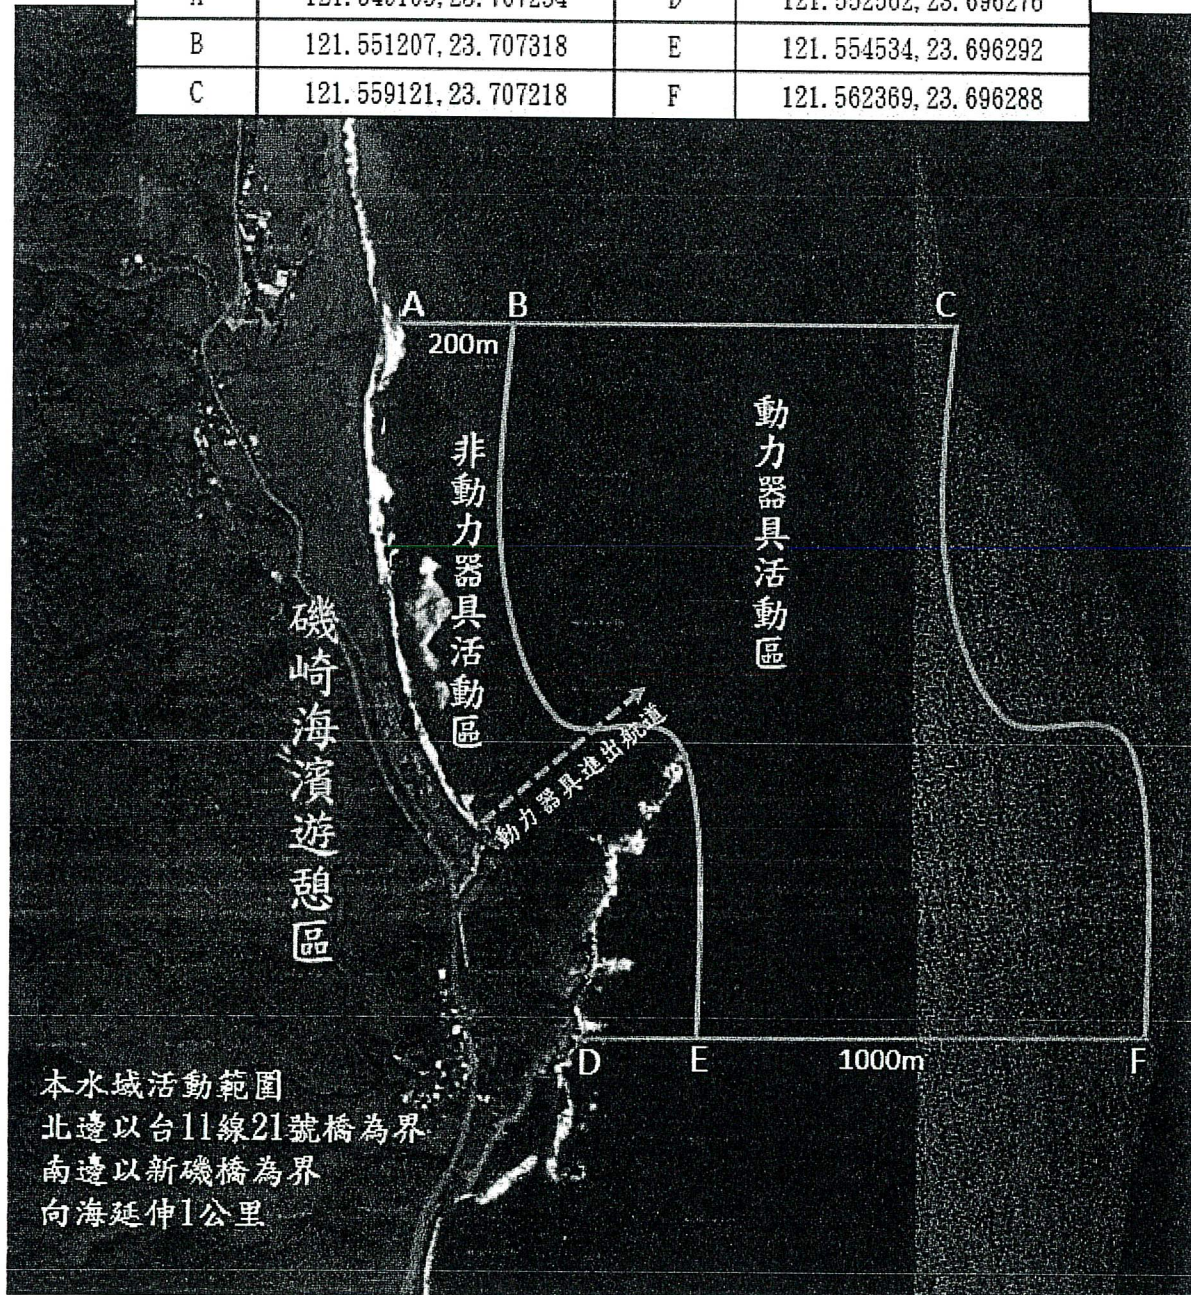 B 121.551207,23.707318 E 121.554534,23.696292
C 121.559121,23.707218 F 121.562369,23.696288
A B C
200m
非動力器具活動區
動力器具活動區
磯崎海濱遊憩區
動力器具進出航道
D E 1000m F
本水域活動範圍
北邊以台11線21號橋為界
南邊以新磯橋為界
向海延伸1公里